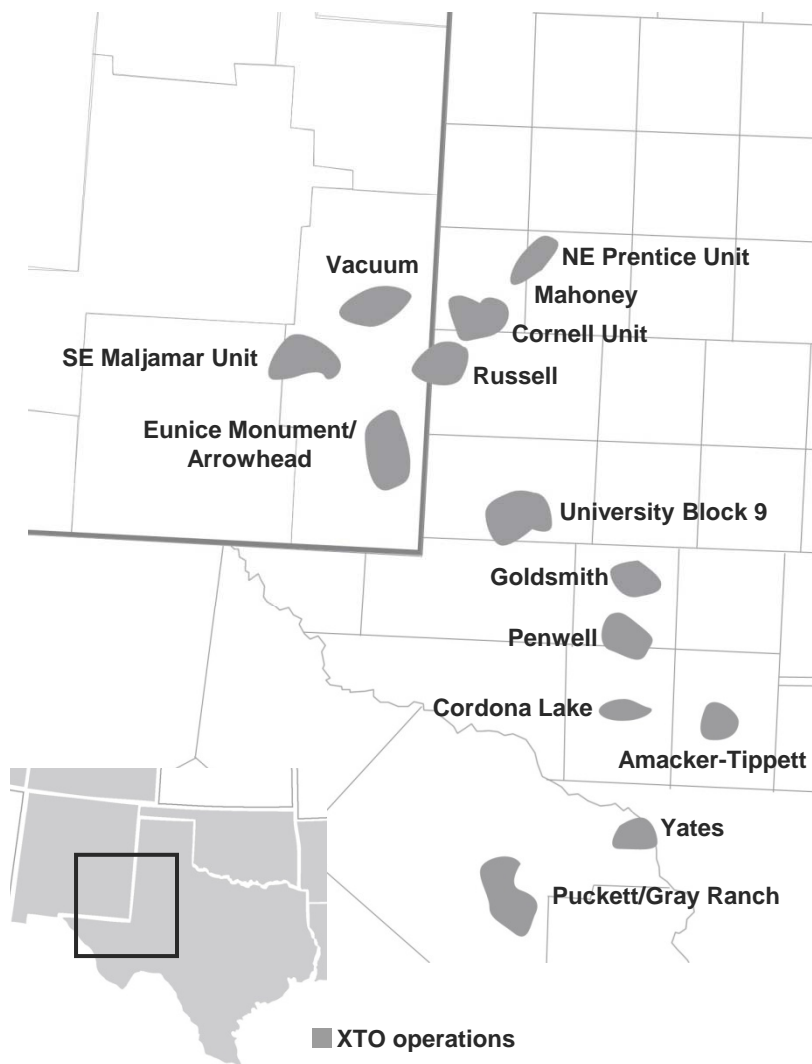 NE Prentice Unit
Vacuum
Mahoney
Cornell Unit
SE Maljamar Unit
Russell
Eunice Monument/
Arrowhead
University Block 9
Goldsmith
Penwell
Cordona Lake
Amacker-Tippett
Yates
Puckett/Gray Ranch
XTO operations